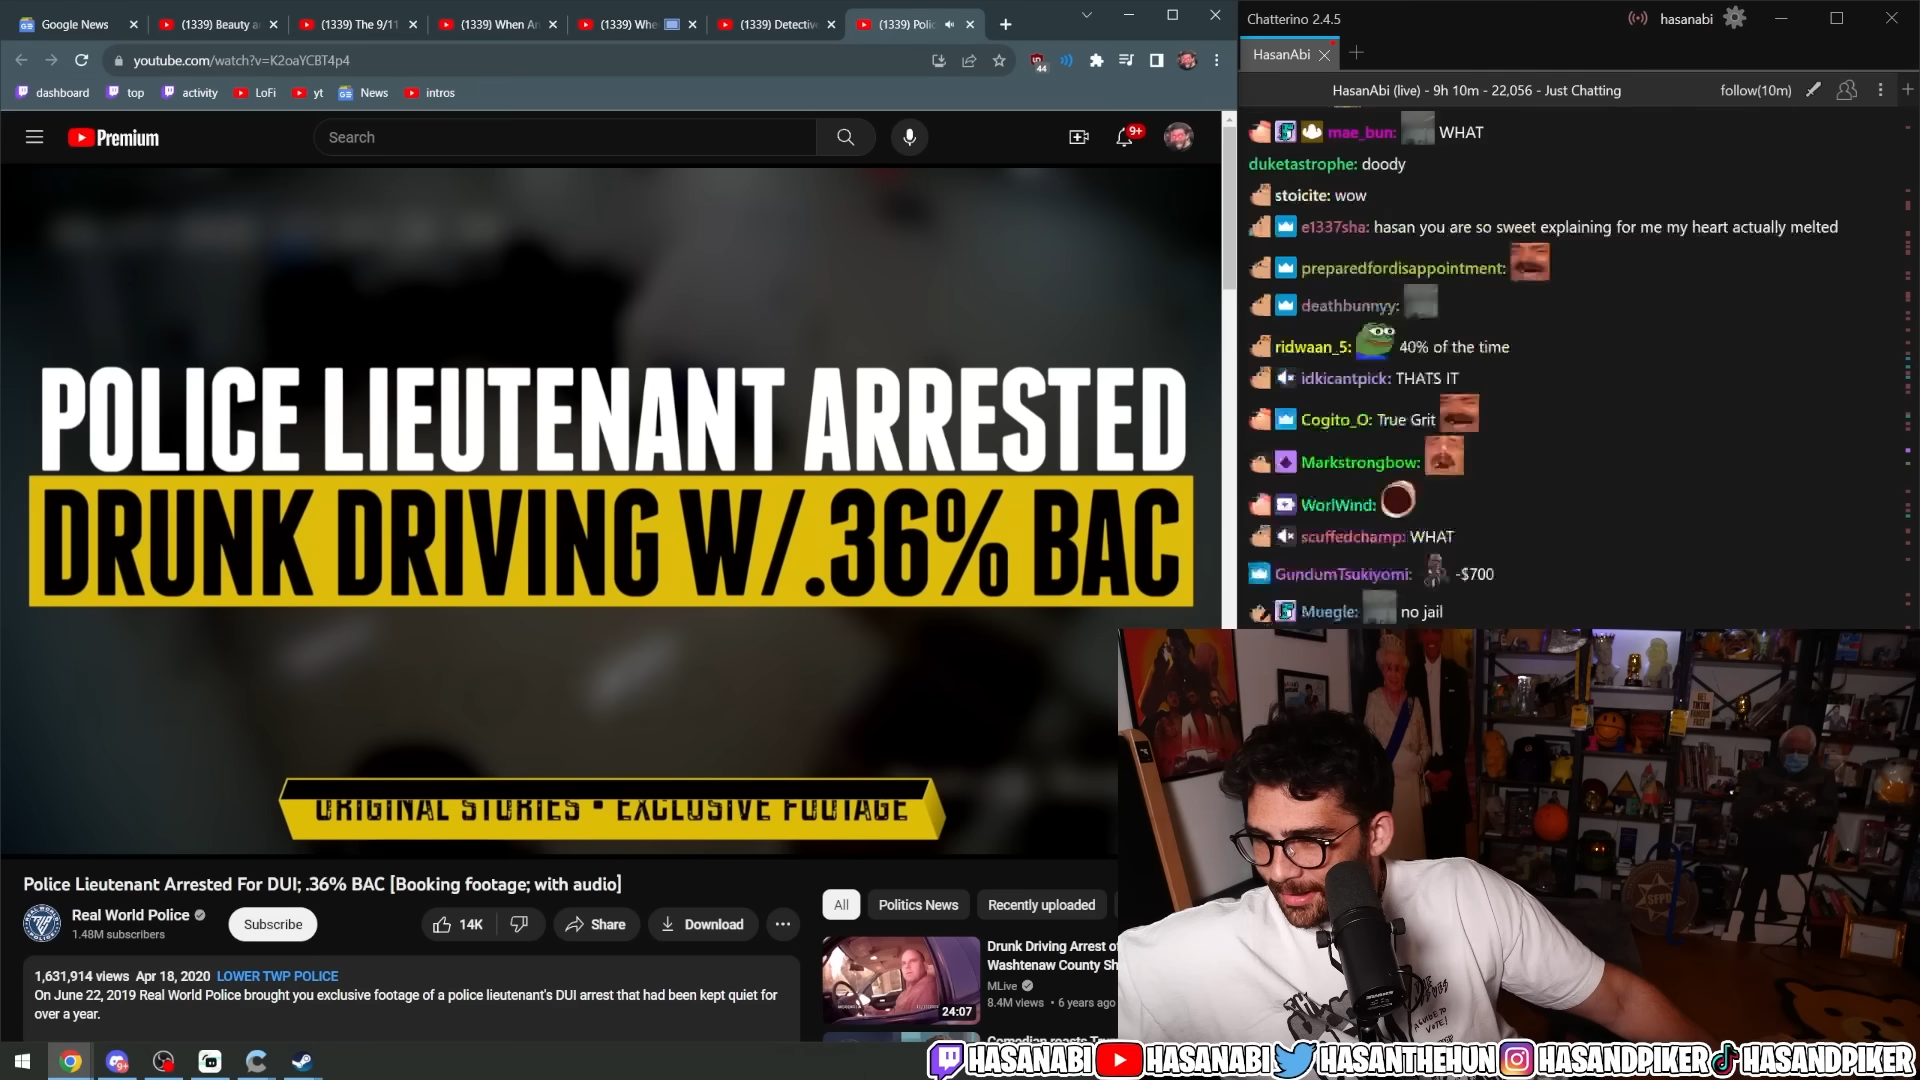 Google News
(1339) Beauty a
(1339) The 9/11
(1339) When An
(1339) Whe
(1339) Detectiv
(1339) Polic
youtube.com/watch?v=K2oaYCBT4p4
44
dashboard
top
activity
LoFi
yt
News
intros
Premium
Search
9+
POLICE LIEUTENANT ARRESTED
DRUNK DRIVING W/.36% BAC
ORIGINAL STORIES • EXCLUSIVE FOOTAGE
Police Lieutenant Arrested For DUI; .36% BAC [Booking footage; with audio]
Real World Police
1.48M subscribers
Subscribe
14K
Share
Download
1,631,914 views Apr 18, 2020 LOWER TWP POLICE
On June 22, 2019 Real World Police brought you exclusive footage of a police lieutenant's DUI arrest that had been kept quiet for
over a year.
All
Politics News
Recently uploaded
24:07
Drunk Driving Arrest o
Washtenaw County Sh
MLive
8.4M views • 6 years ago
Comedian roasts Tru
Chatterino 2.4.5
hasanabi
HasanAbi
HasanAbi (live) - 9h 10m - 22,056 - Just Chatting
follow(10m)
mae_bun: WHAT
duketastrophe: doody
stoicite: wow
e1337sha: hasan you are so sweet explaining for me my heart actually melted
preparedfordisappointment:
deathbunnyy:
ridwaan_5: 40% of the time
idkicantpick: THATS IT
Cogito_O: True Grit
Markstrongbow:
WorlWind:
scuffedchamp: WHAT
GundumTsukiyomi: -$700
Muegle: no jail
SFPD
HASANABI HASANABI HASANTHEHUN HASANDPIKER HASANDPIKER